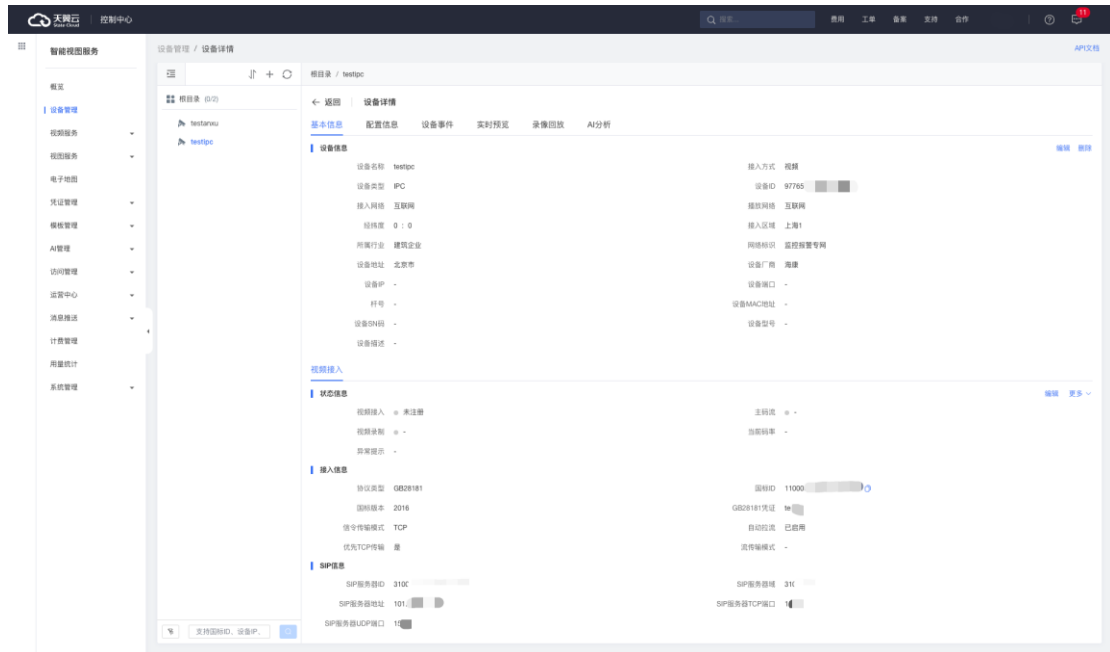 天翼云 控制中心 搜索... 费用 工单 备案 支持 合作 11
State Cloud
智能视图服务 设备管理 / 设备详情 API文档
根目录 / testipc
概览
根目录 (0/2)
返回 设备详情
设备管理
testanxu
基本信息 配置信息 设备事件 实时预览 录像回放 AI分析
视频服务
testipc
设备信息 编辑 删除
视图服务
设备名称 testipc 接入方式 视频
电子地图
设备类型 IPC 设备ID 97765
凭证管理
接入网络 互联网 播放网络 互联网
模板管理
经纬度 0 : 0 接入区域 上海1
AI管理
所属行业 建筑企业 网络标识 监控报警专网
访问管理
设备地址 北京市 设备厂商 海康
运营中心
设备IP - 设备端口 -
杆号 - 设备MAC地址 -
消息推送
设备SN码 - 设备型号 -
计费管理
设备描述 -
用量统计
视频接入
系统管理
状态信息 编辑 更多
视频接入 未注册 主码流 -
视频录制 - 当前码率 -
异常提示 -
接入信息
协议类型 GB28181 国标ID 11000
国标版本 2016 GB28181凭证 te
信令传输模式 TCP 自动拉流 已启用
优先TCP传输 是 流传输模式 -
SIP信息
SIP服务器ID 310 SIP服务器域 310
SIP服务器地址 101. SIP服务器TCP端口 1
SIP服务器UDP端口 15
支持国标ID、设备IP、